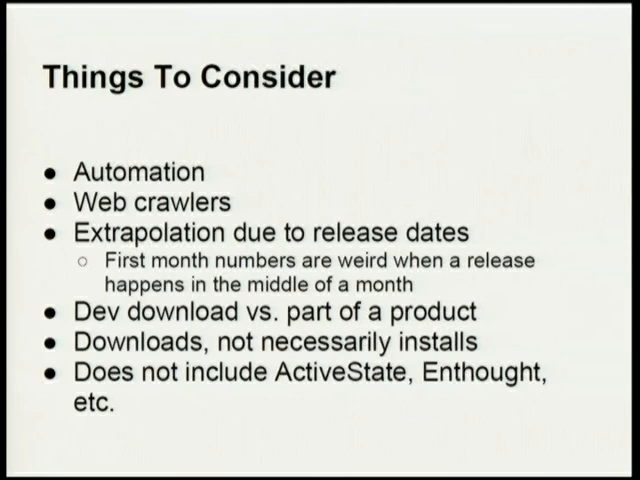 Things To Consider
● Automation
● Web crawlers
● Extrapolation due to release dates
○ First month numbers are weird when a release
happens in the middle of a month
● Dev download vs. part of a product
● Downloads, not necessarily installs
● Does not include ActiveState, Enthought,
etc.